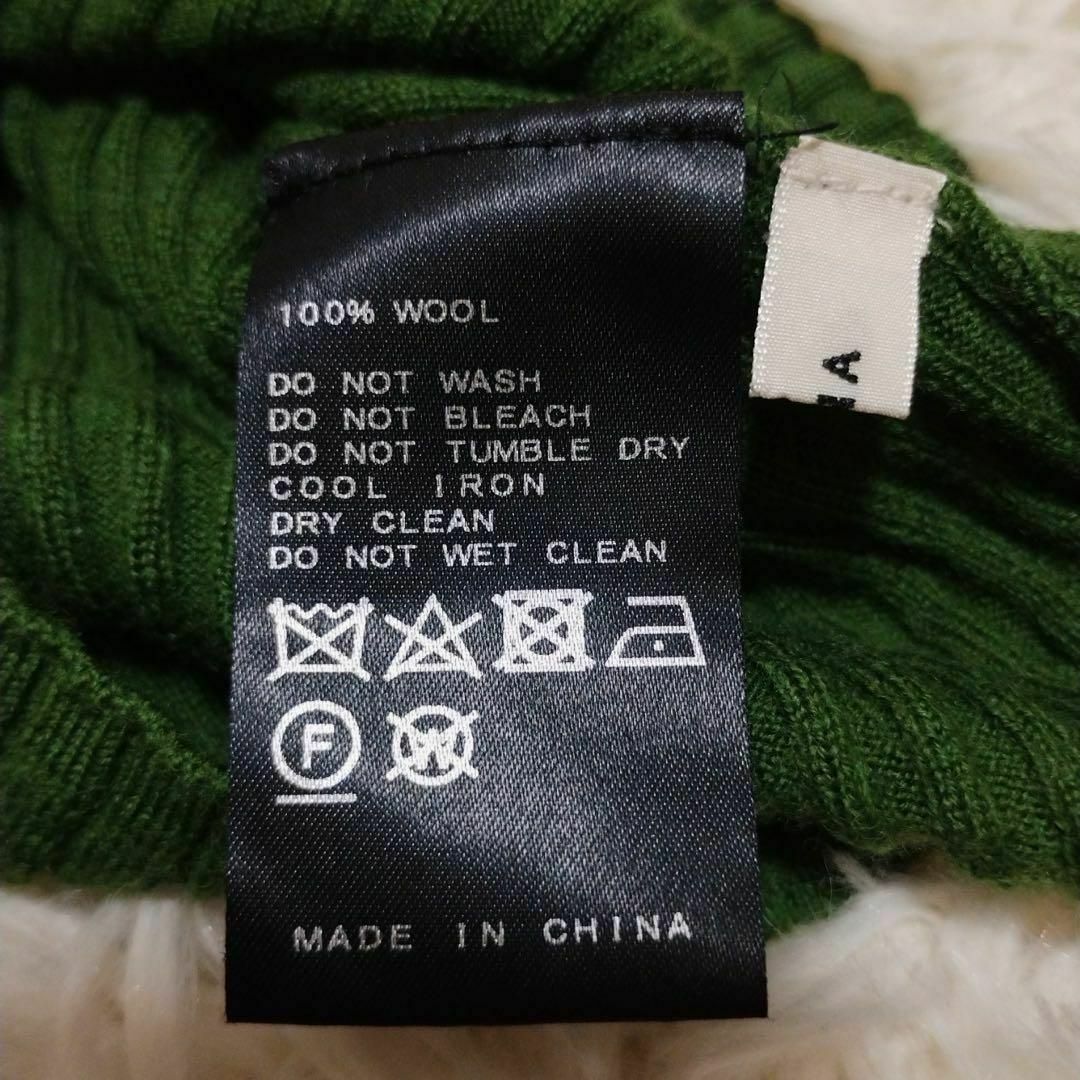 100% WOOL
DO NOT WASH
DO NOT BLEACH
DO NOT TUMBLE DRY
COOL IRON
DRY CLEAN
DO NOT WET CLEAN
F
W
MADE IN CHINA